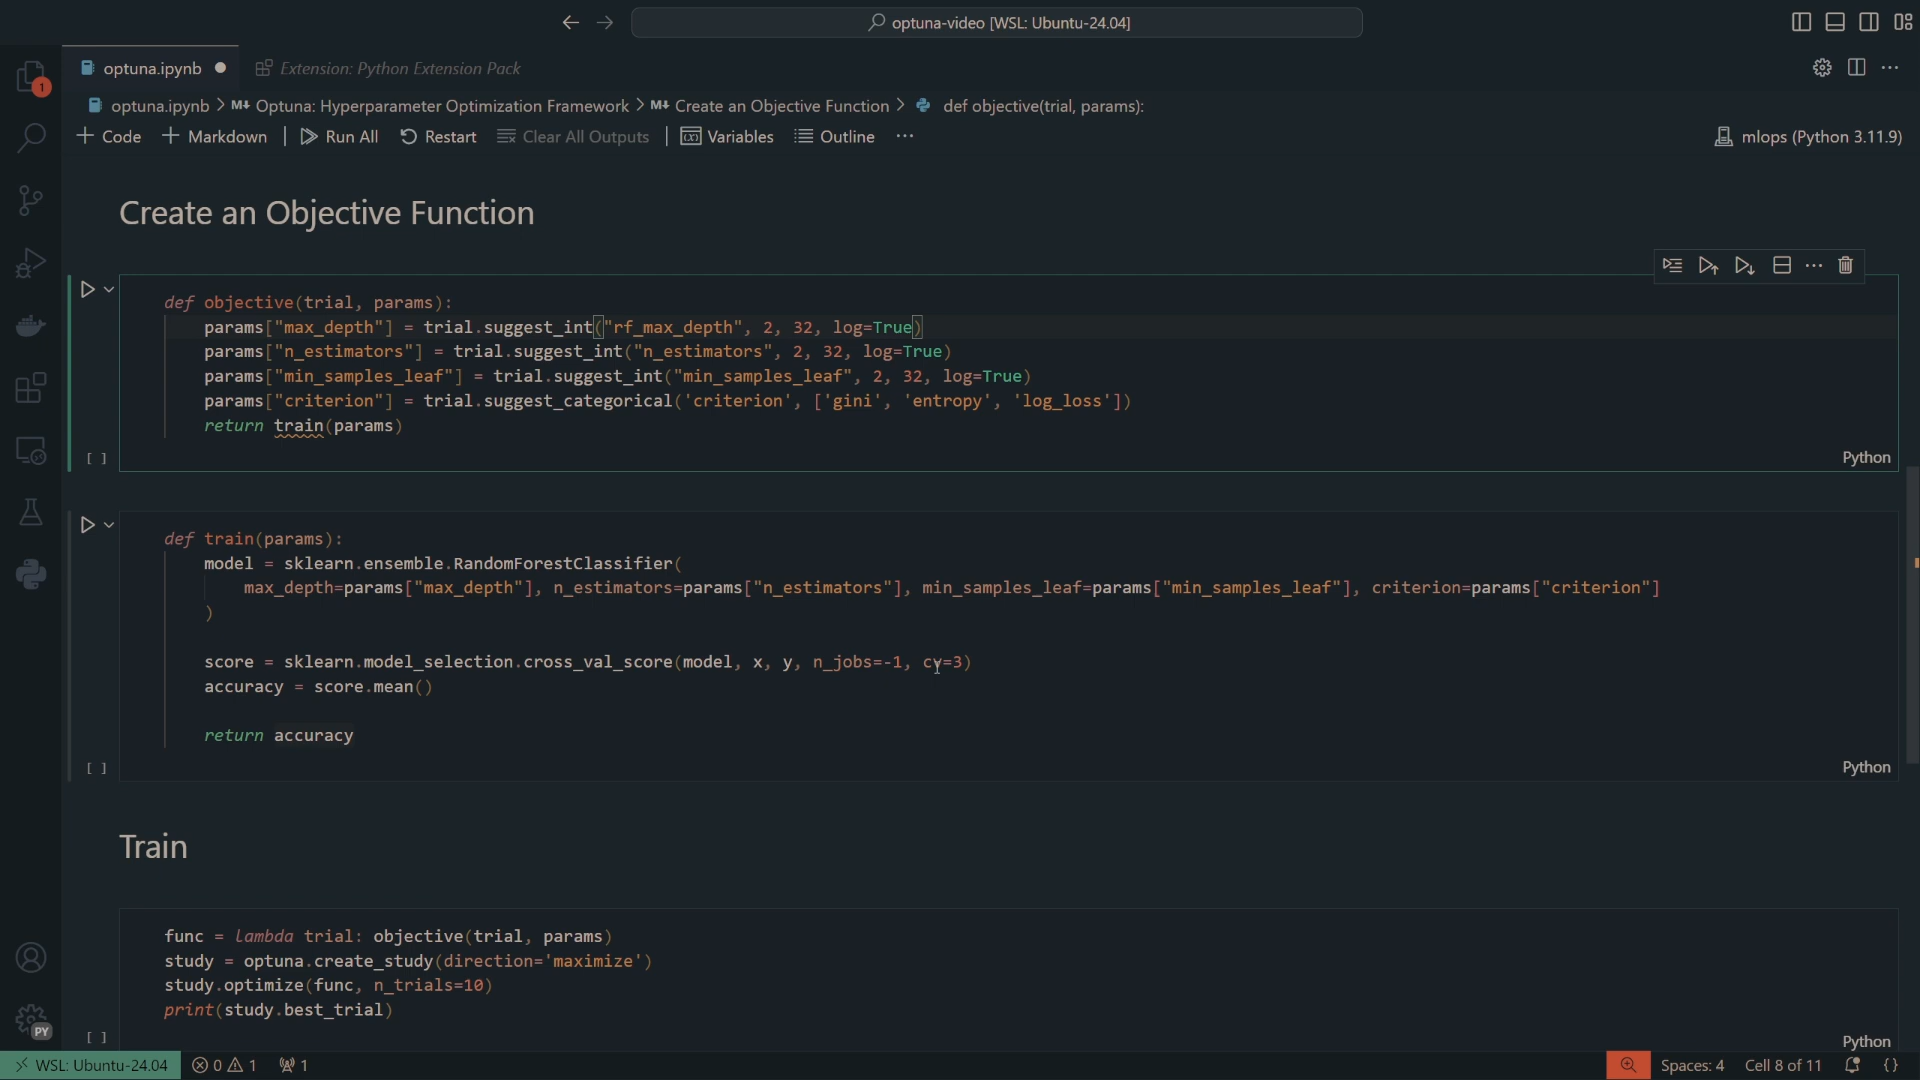 optuna-video [WSL: Ubuntu-24.04]
1
optuna.ipynb
Extension: Python Extension Pack
optuna.ipynb > M↓ Optuna: Hyperparameter Optimization Framework > M↓ Create an Objective Function > def objective(trial, params):
+ Code + Markdown | Run All Restart Clear All Outputs | Variables Outline ···
mlops (Python 3.11.9)
Create an Objective Function
def objective(trial, params):
params["max_depth"] = trial.suggest_int("rf_max_depth", 2, 32, log=True)
params["n_estimators"] = trial.suggest_int("n_estimators", 2, 32, log=True)
params["min_samples_leaf"] = trial.suggest_int("min_samples_leaf", 2, 32, log=True)
params["criterion"] = trial.suggest_categorical('criterion', ['gini', 'entropy', 'log_loss'])
return train(params)
[ ]
Python
def train(params):
model = sklearn.ensemble.RandomForestClassifier(
max_depth=params["max_depth"], n_estimators=params["n_estimators"], min_samples_leaf=params["min_samples_leaf"], criterion=params["criterion"]
)
score = sklearn.model_selection.cross_val_score(model, x, y, n_jobs=-1, cv=3)
accuracy = score.mean()
return accuracy
[ ]
Python
Train
func = lambda trial: objective(trial, params)
study = optuna.create_study(direction='maximize')
study.optimize(func, n_trials=10)
print(study.best_trial)
[ ]
Python
PY
WSL: Ubuntu-24.04 0 1 1
Spaces: 4 Cell 8 of 11 {}